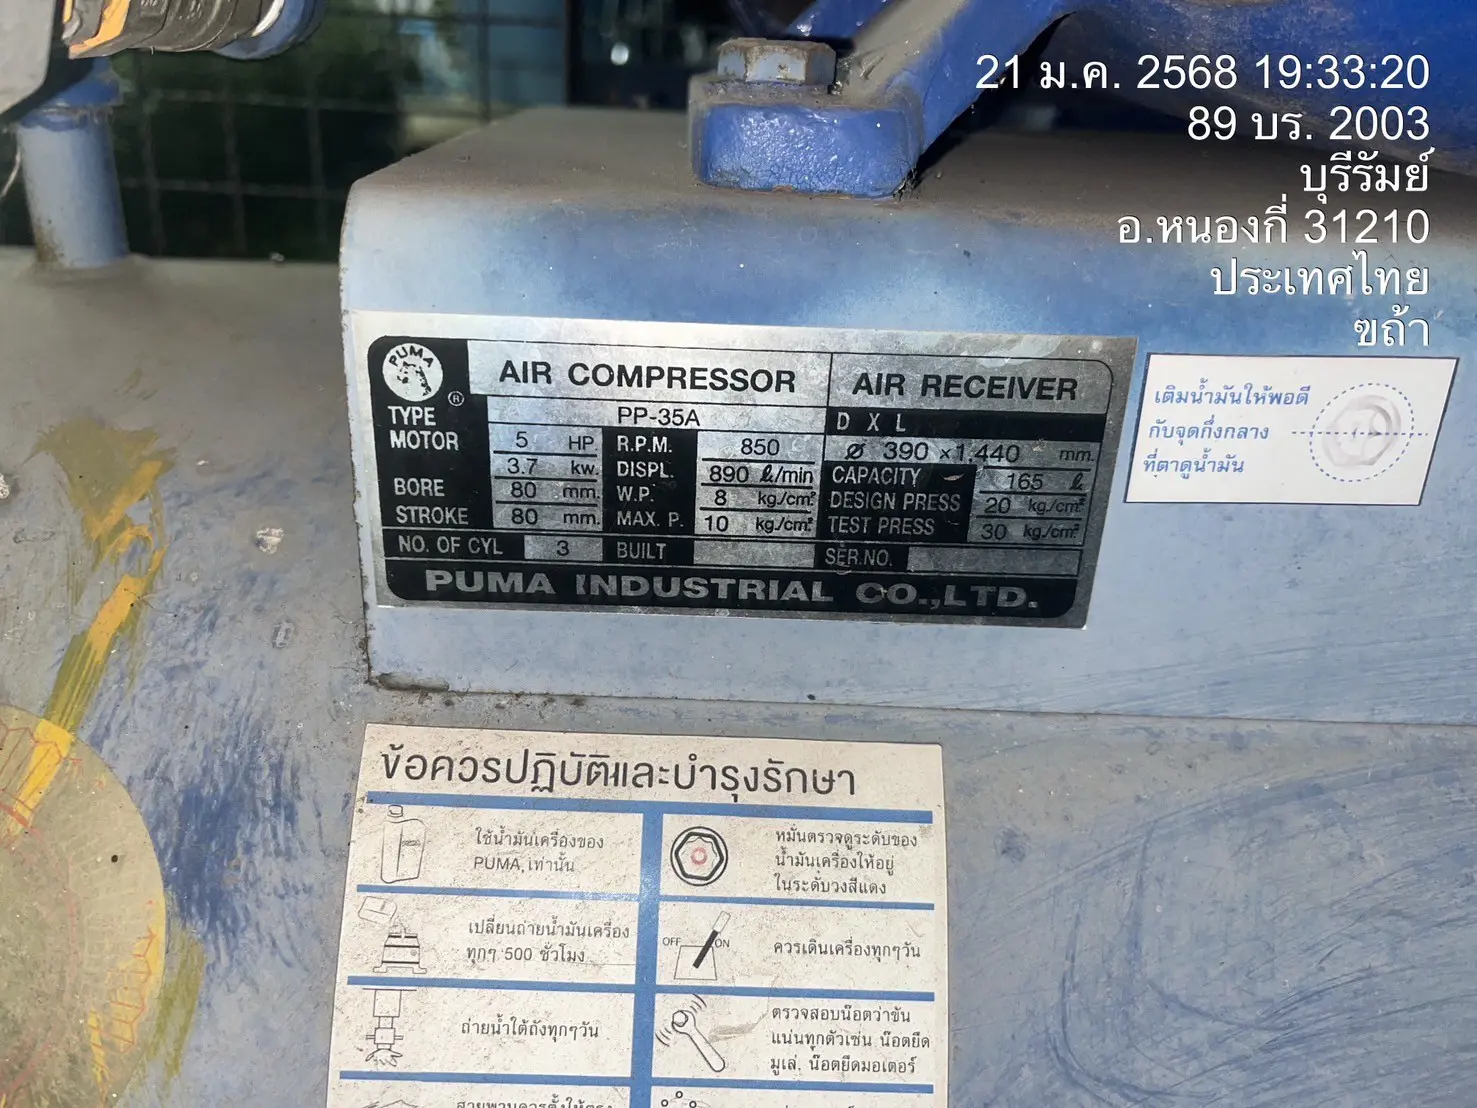 21 ม.ค. 2568 19:33:20
89 บร. 2003
บุรีรัมย์
อ.หนองกี่ 31210
ประเทศไทย
ขถ้า
PUMA ®
AIR COMPRESSOR
AIR RECEIVER
TYPE PP-35A
D X L
MOTOR 5 HP R.P.M. 850
ø 390 × 1,440 mm.
3.7 kw. DISPL. 890 ℓ/min
CAPACITY 165 ℓ
BORE 80 mm. W.P. 8 kg./cm²
DESIGN PRESS 20 kg./cm²
STROKE 80 mm. MAX. P. 10 kg./cm²
TEST PRESS 30 kg./cm²
NO. OF CYL 3 BUILT
SER.NO.
PUMA INDUSTRIAL CO.,LTD.
เติมน้ำมันให้พอดี
กับจุดกึ่งกลาง
ที่ตาดูน้ำมัน
ข้อควรปฏิบัติและบำรุงรักษา
ใช้น้ำมันเครื่องของ
PUMA, เท่านั้น
หมั่นตรวจดูระดับของ
น้ำมันเครื่องให้อยู่
ในระดับวงสีแดง
เปลี่ยนถ่ายน้ำมันเครื่อง
ทุกๆ 500 ชั่วโมง
OFF ON
ควรเดินเครื่องทุกๆวัน
ถ่ายน้ำใต้ถังทุกๆวัน
ตรวจสอบน๊อตว่าขัน
แน่นทุกตัวเช่น น๊อตยึด
มูเล่, น๊อตยึดมอเตอร์
สายพานควรตั้งให้ตรง